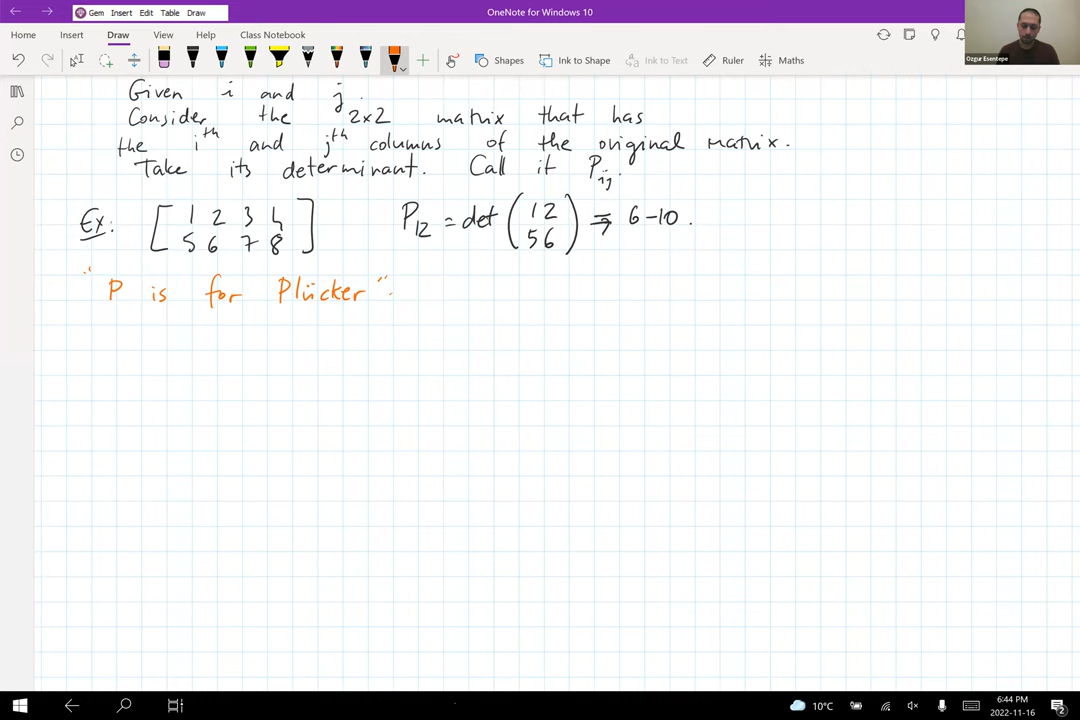 OneNote for Windows 10
Gem Insert Edit Table Draw
Home Insert Draw View Help Class Notebook
Shapes Ink to Shape Ink to Text Ruler Maths
Ozgur Esentepe
Given i and j
Consider the 2x2 matrix that has
the ith and jth columns of the original matrix.
Take its determinant. Call it Pij.
Ex: [ 1 2 3 4
5 6 7 8 ]
P12 = det ( 1 2
5 6 ) ⇒ 6-10.
"P is for Plücker".
10°C
6:44 PM
2022-11-16
2